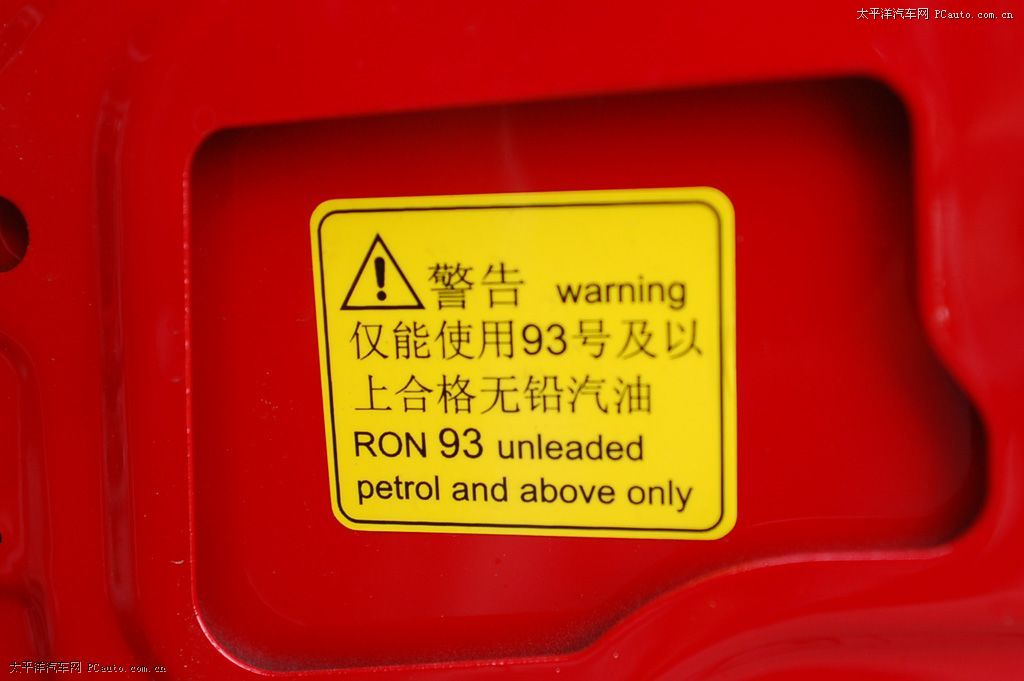 太平洋汽车网 PCauto.com.cn
警告 warning
仅能使用93号及以
上合格无铅汽油
RON 93 unleaded
petrol and above only
太平洋汽车网 PCauto.com.cn